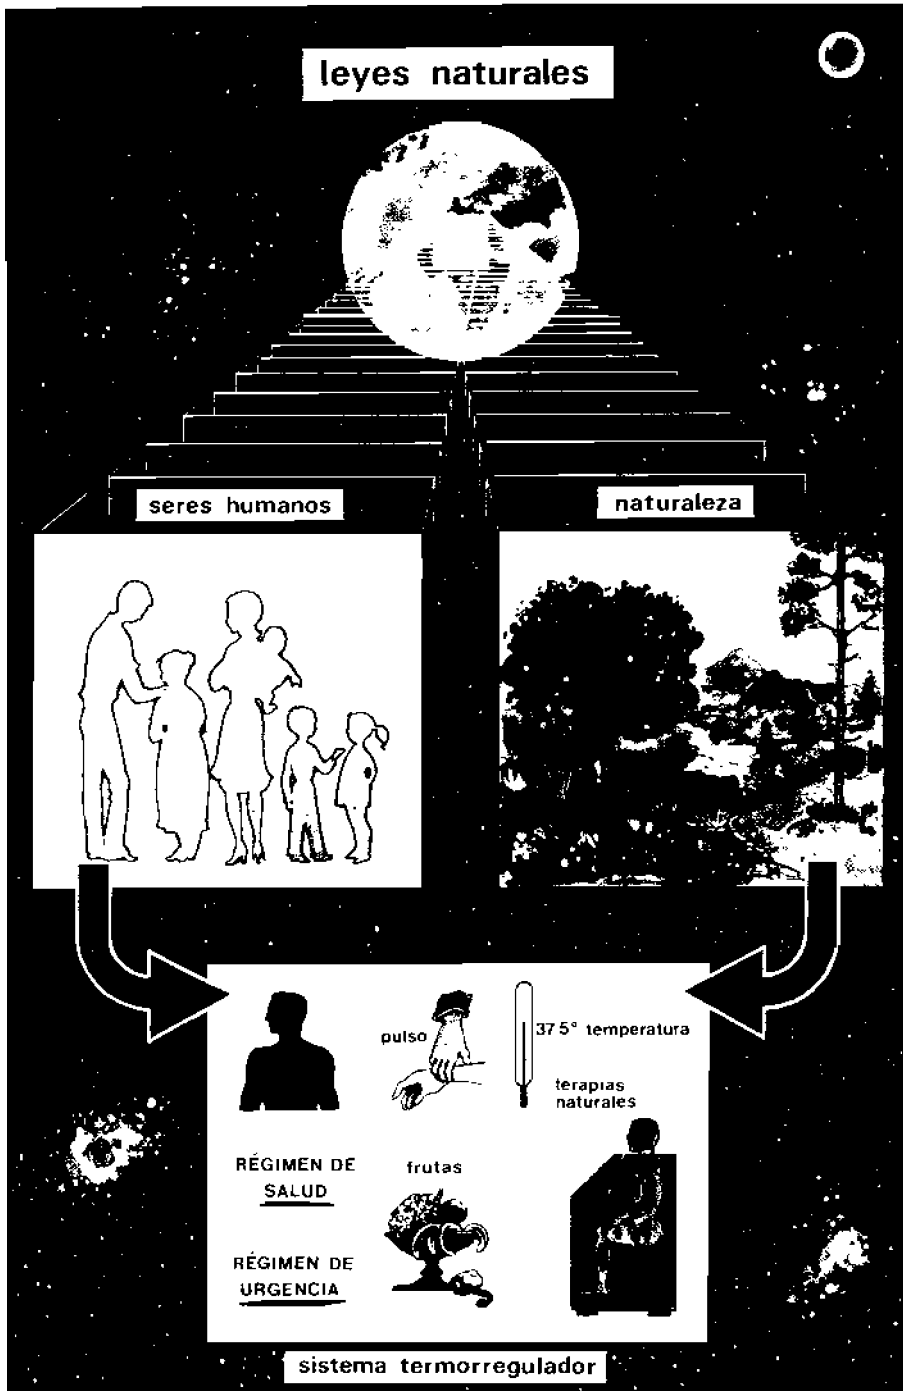 leyes naturales
seres humanos
naturaleza
pulso
37 5° temperatura
terapias
naturales
RÉGIMEN DE
SALUD
frutas
RÉGIMEN DE
URGENCIA
sistema termorregulador